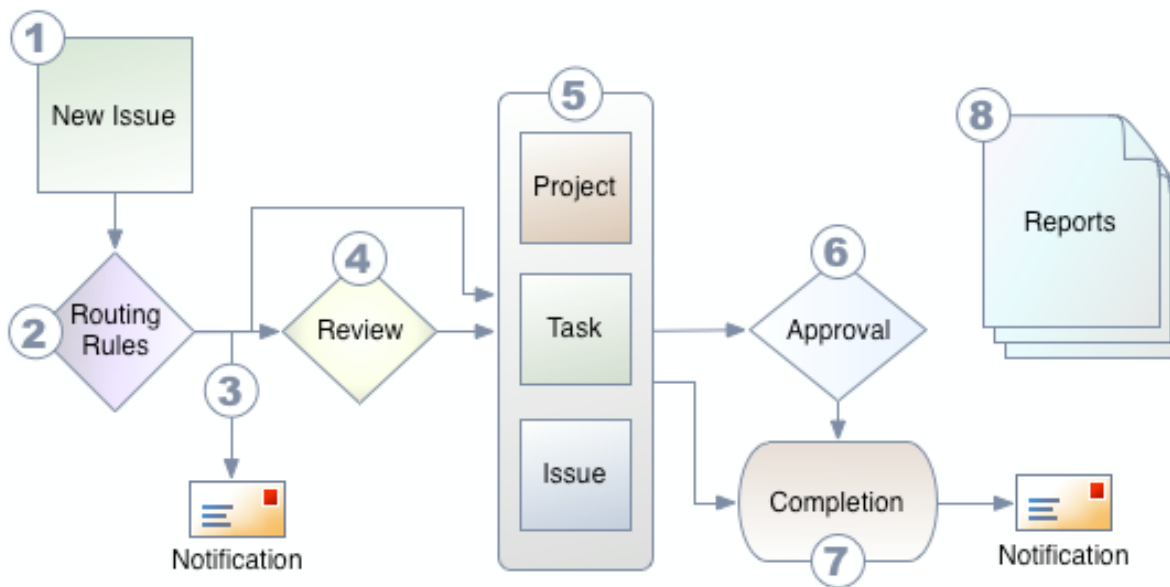 1
New Issue
5
8
Project
Reports
4
6
2
Routing
Rules
Review
Task
Approval
3
Issue
Completion
Notification
7
Notification